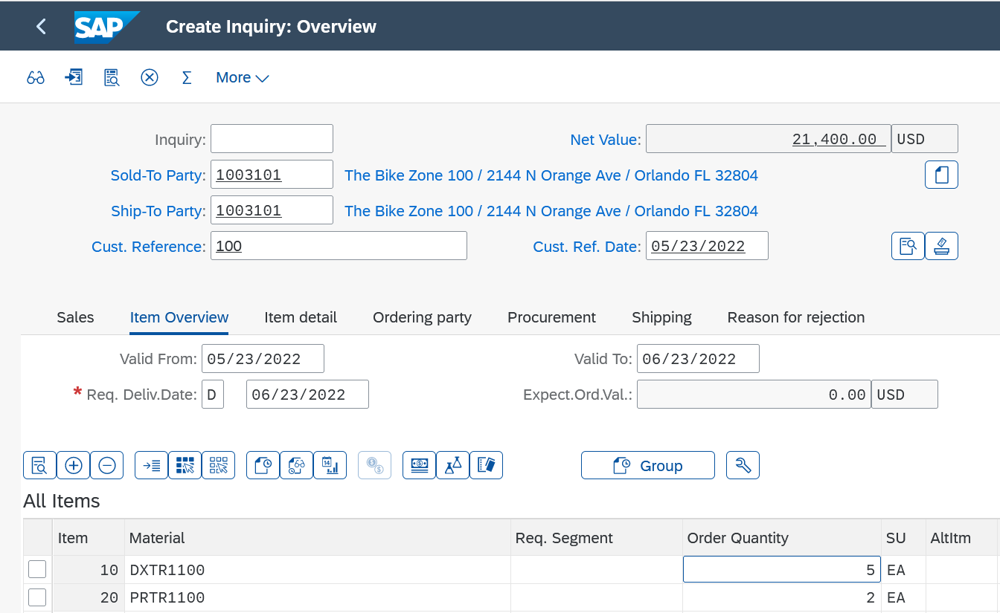 SAP Create Inquiry: Overview
More
Inquiry: Net Value: 21,400.00 USD
Sold-To Party: 1003101 The Bike Zone 100 / 2144 N Orange Ave / Orlando FL 32804
Ship-To Party: 1003101 The Bike Zone 100 / 2144 N Orange Ave / Orlando FL 32804
Cust. Reference: 100 Cust. Ref. Date: 05/23/2022
Sales Item Overview Item detail Ordering party Procurement Shipping Reason for rejection
Valid From: 05/23/2022 Valid To: 06/23/2022
* Req. Deliv.Date: D 06/23/2022 Expect.Ord.Val.: 0.00 USD
14 Group
All Items
Item Material Req. Segment Order Quantity SU AltItm
10 DXTR1100 5 EA
20 PRTR1100 2 EA